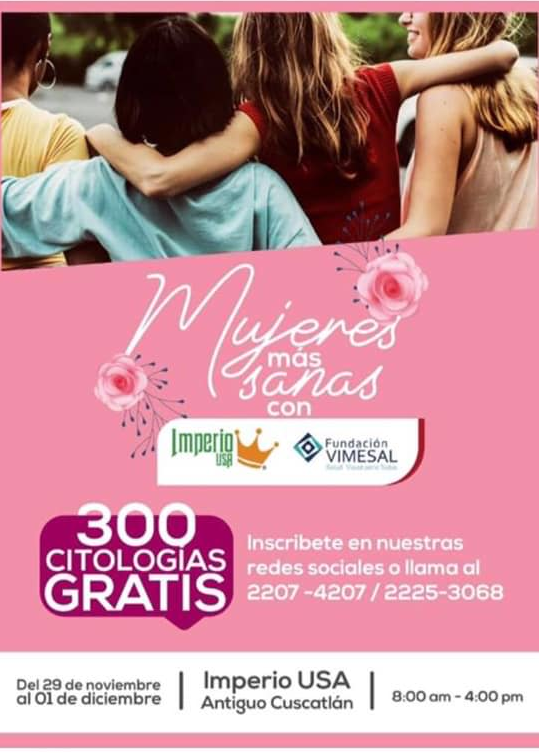 Mujeres
más
sanas
con
Imperio
USA
Fundación
VIMESAL
300
CITOLOGÍAS
GRATIS
Inscribete en nuestras
redes sociales o llama al
2207 -4207 / 2225-3068
Del 29 de noviembre
al 01 de diciembre
Imperio USA
Antiguo Cuscatlán
8:00 am - 4:00 pm